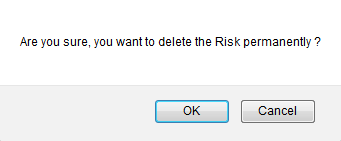 Are you sure, you want to delete the Risk permanently ?
OK Cancel